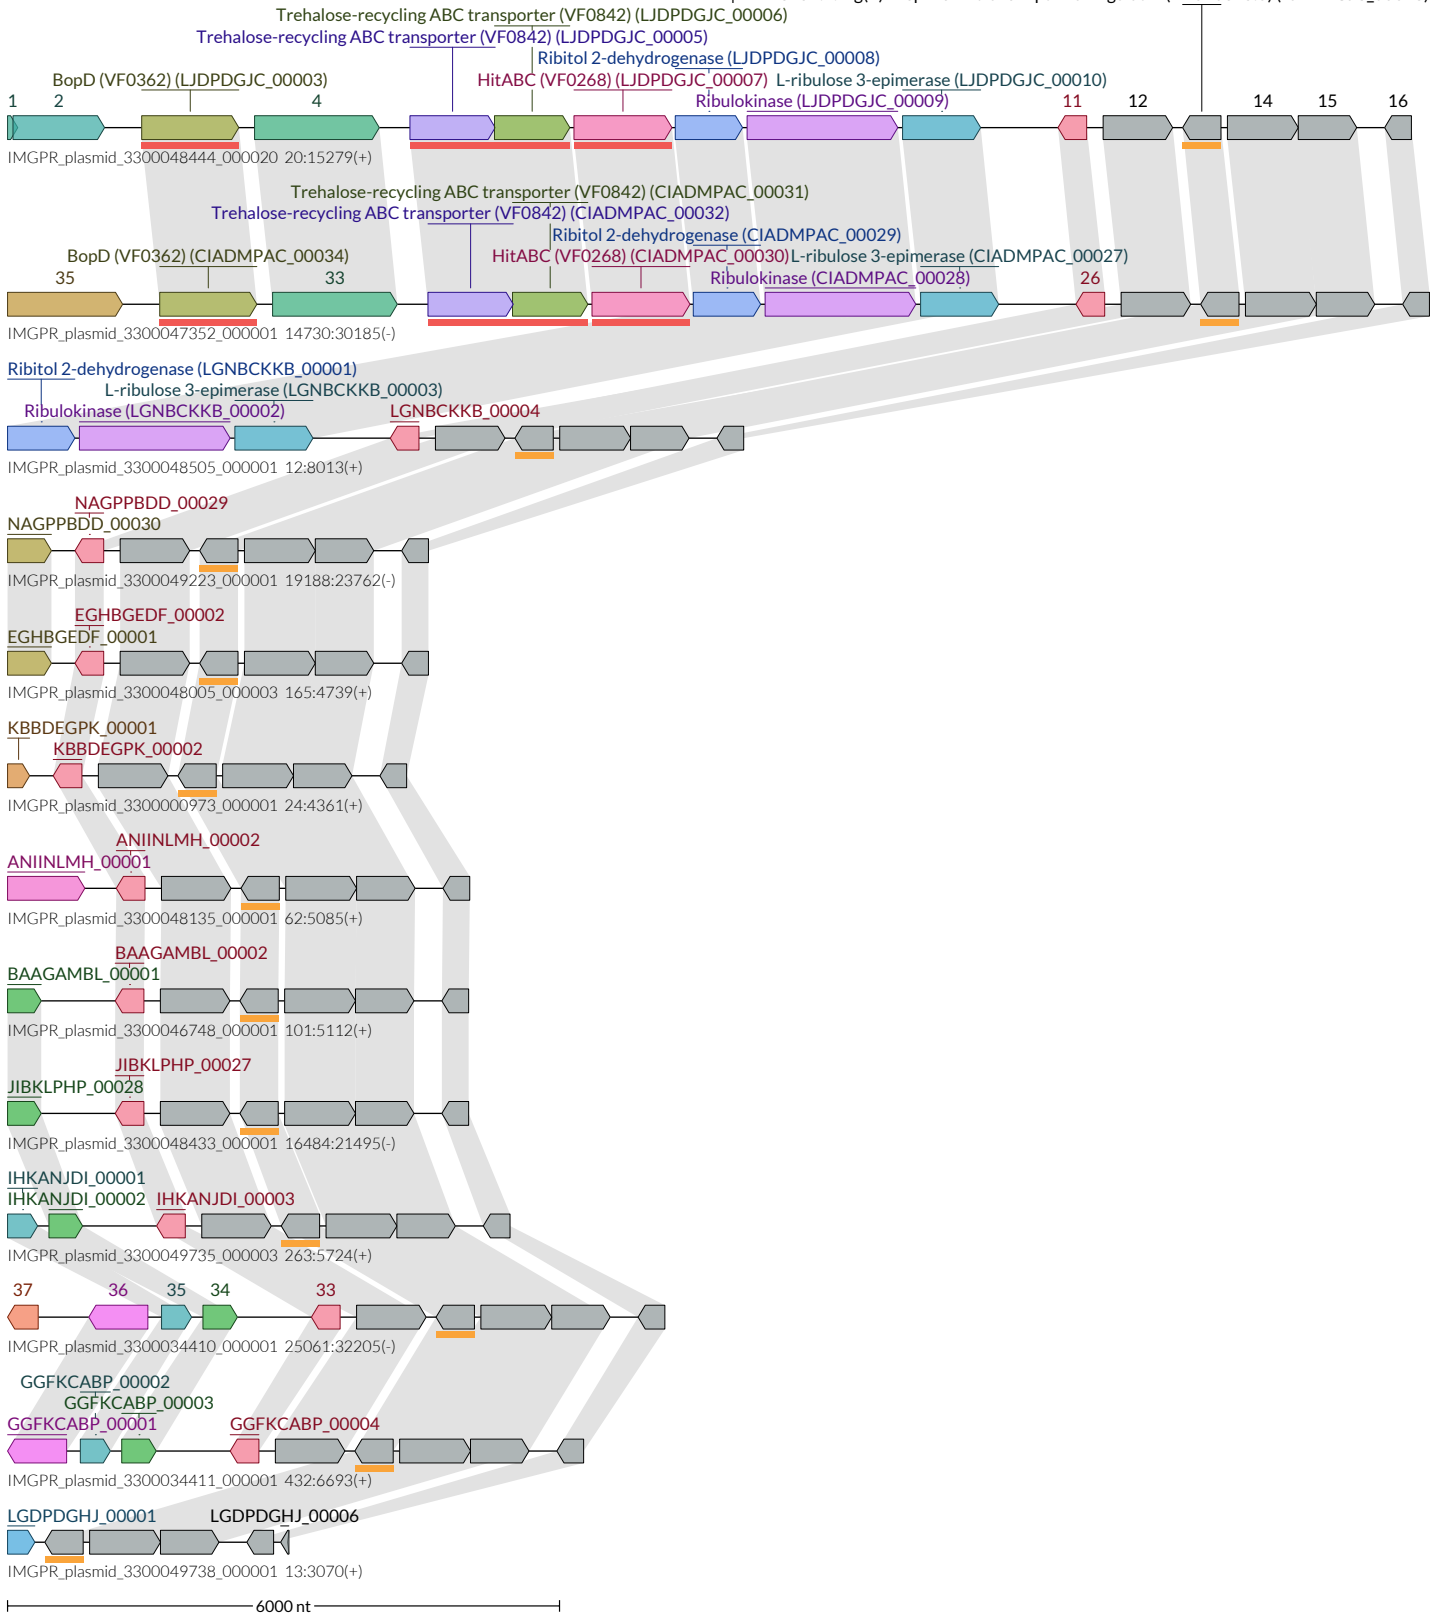 Trehalose-recycling ABC transporter (VF0842) (LJDPDGJC_00006)
Trehalose-recycling ABC transporter (VF0842) (LJDPDGJC_00005)
Ribitol 2-dehydrogenase (LJDPDGJC_00008)
BopD (VF0362) (LJDPDGJC_00003) HitABC (VF0268) (LJDPDGJC_00007) L-ribulose 3-epimerase (LJDPDGJC_00010)
1 2 4 Ribulokinase (LJDPDGJC_00009) 11 12 14 15 16
IMGPR_plasmid_3300048444_000020 20:15279(+)
Trehalose-recycling ABC transporter (VF0842) (CIADMPAC_00031)
Trehalose-recycling ABC transporter (VF0842) (CIADMPAC_00032)
Ribitol 2-dehydrogenase (CIADMPAC_00029)
BopD (VF0362) (CIADMPAC_00034) HitABC (VF0268) (CIADMPAC_00030) L-ribulose 3-epimerase (CIADMPAC_00027)
35 33 Ribulokinase (CIADMPAC_00028) 26
IMGPR_plasmid_3300047352_000001 14730:30185(-)
Ribitol 2-dehydrogenase (LGNBCKKB_00001)
L-ribulose 3-epimerase (LGNBCKKB_00003)
Ribulokinase (LGNBCKKB_00002) LGNBCKKB_00004
IMGPR_plasmid_3300048505_000001 12:8013(+)
NAGPPBDD_00029
NAGPPBDD_00030
IMGPR_plasmid_3300049223_000001 19188:23762(-)
EGHBGEDF_00002
EGHBGEDF_00001
IMGPR_plasmid_3300048005_000003 165:4739(+)
KBBDEGPK_00001
KBBDEGPK_00002
IMGPR_plasmid_3300000973_000001 24:4361(+)
ANIINLMH_00002
ANIINLMH_00001
IMGPR_plasmid_3300048135_000001 62:5085(+)
BAAGAMBL_00002
BAAGAMBL_00001
IMGPR_plasmid_3300046748_000001 101:5112(+)
JIBKLPHP_00027
JIBKLPHP_00028
IMGPR_plasmid_3300048433_000001 16484:21495(-)
IHKANJDI_00001
IHKANJDI_00002 IHKANJDI_00003
IMGPR_plasmid_3300049735_000003 263:5724(+)
37 36 35 34 33
IMGPR_plasmid_3300034410_000001 25061:32205(-)
GGFKCABP_00002
GGFKCABP_00003
GGFKCABP_00001 GGFKCABP_00004
IMGPR_plasmid_3300034411_000001 432:6693(+)
LGDPDGHJ_00001 LGDPDGHJ_00006
IMGPR_plasmid_3300049738_000001 13:3070(+)
6000 nt